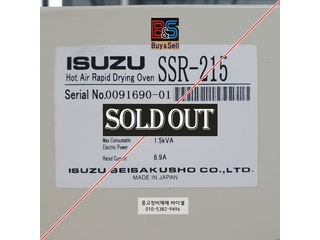 B&S
Buy&Sell
ISUZU
Hot Air Rapid Drying Oven SSR-215
Serial No.0091690-01
SOLD OUT
Max Consumable
Electric Power 1.5kVA
Rated Current 6.9A
ISUZU SEISAKUSHO CO.,LTD.
MADE IN JAPAN
중고장비매매 바이셀
010-5382-9496